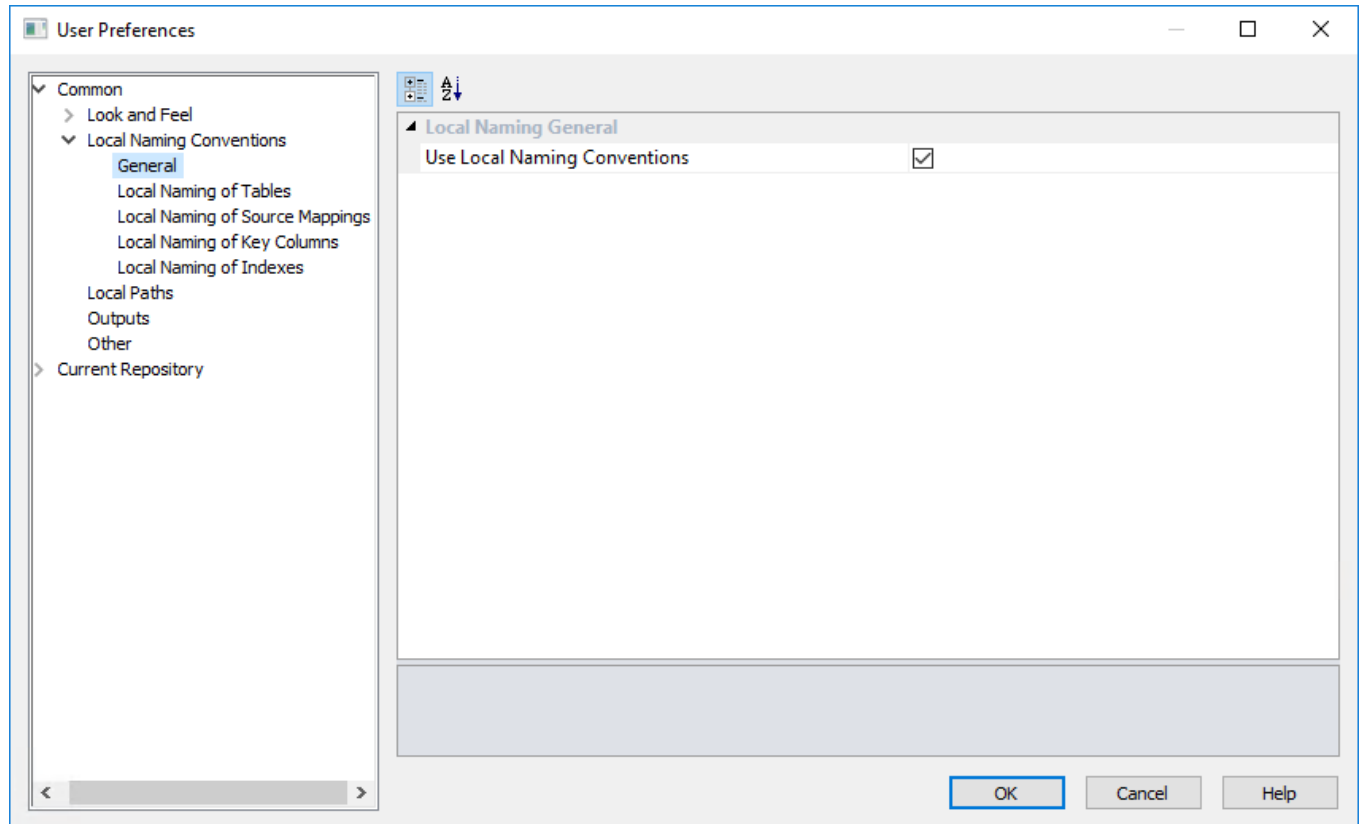 User Preferences
Common
Look and Feel
Local Naming Conventions
General
Local Naming of Tables
Local Naming of Source Mappings
Local Naming of Key Columns
Local Naming of Indexes
Local Paths
Outputs
Other
Current Repository
A
Z
Local Naming General
Use Local Naming Conventions
OK
Cancel
Help